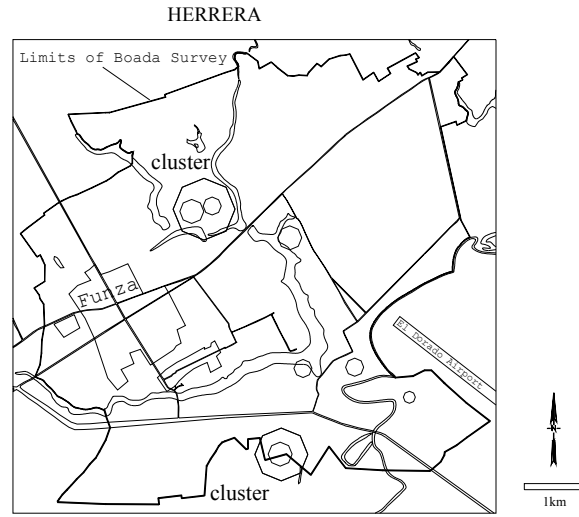 HERRERA
Limits of Boada Survey
cluster
Funza
El Dorado Airport
N
cluster
1km